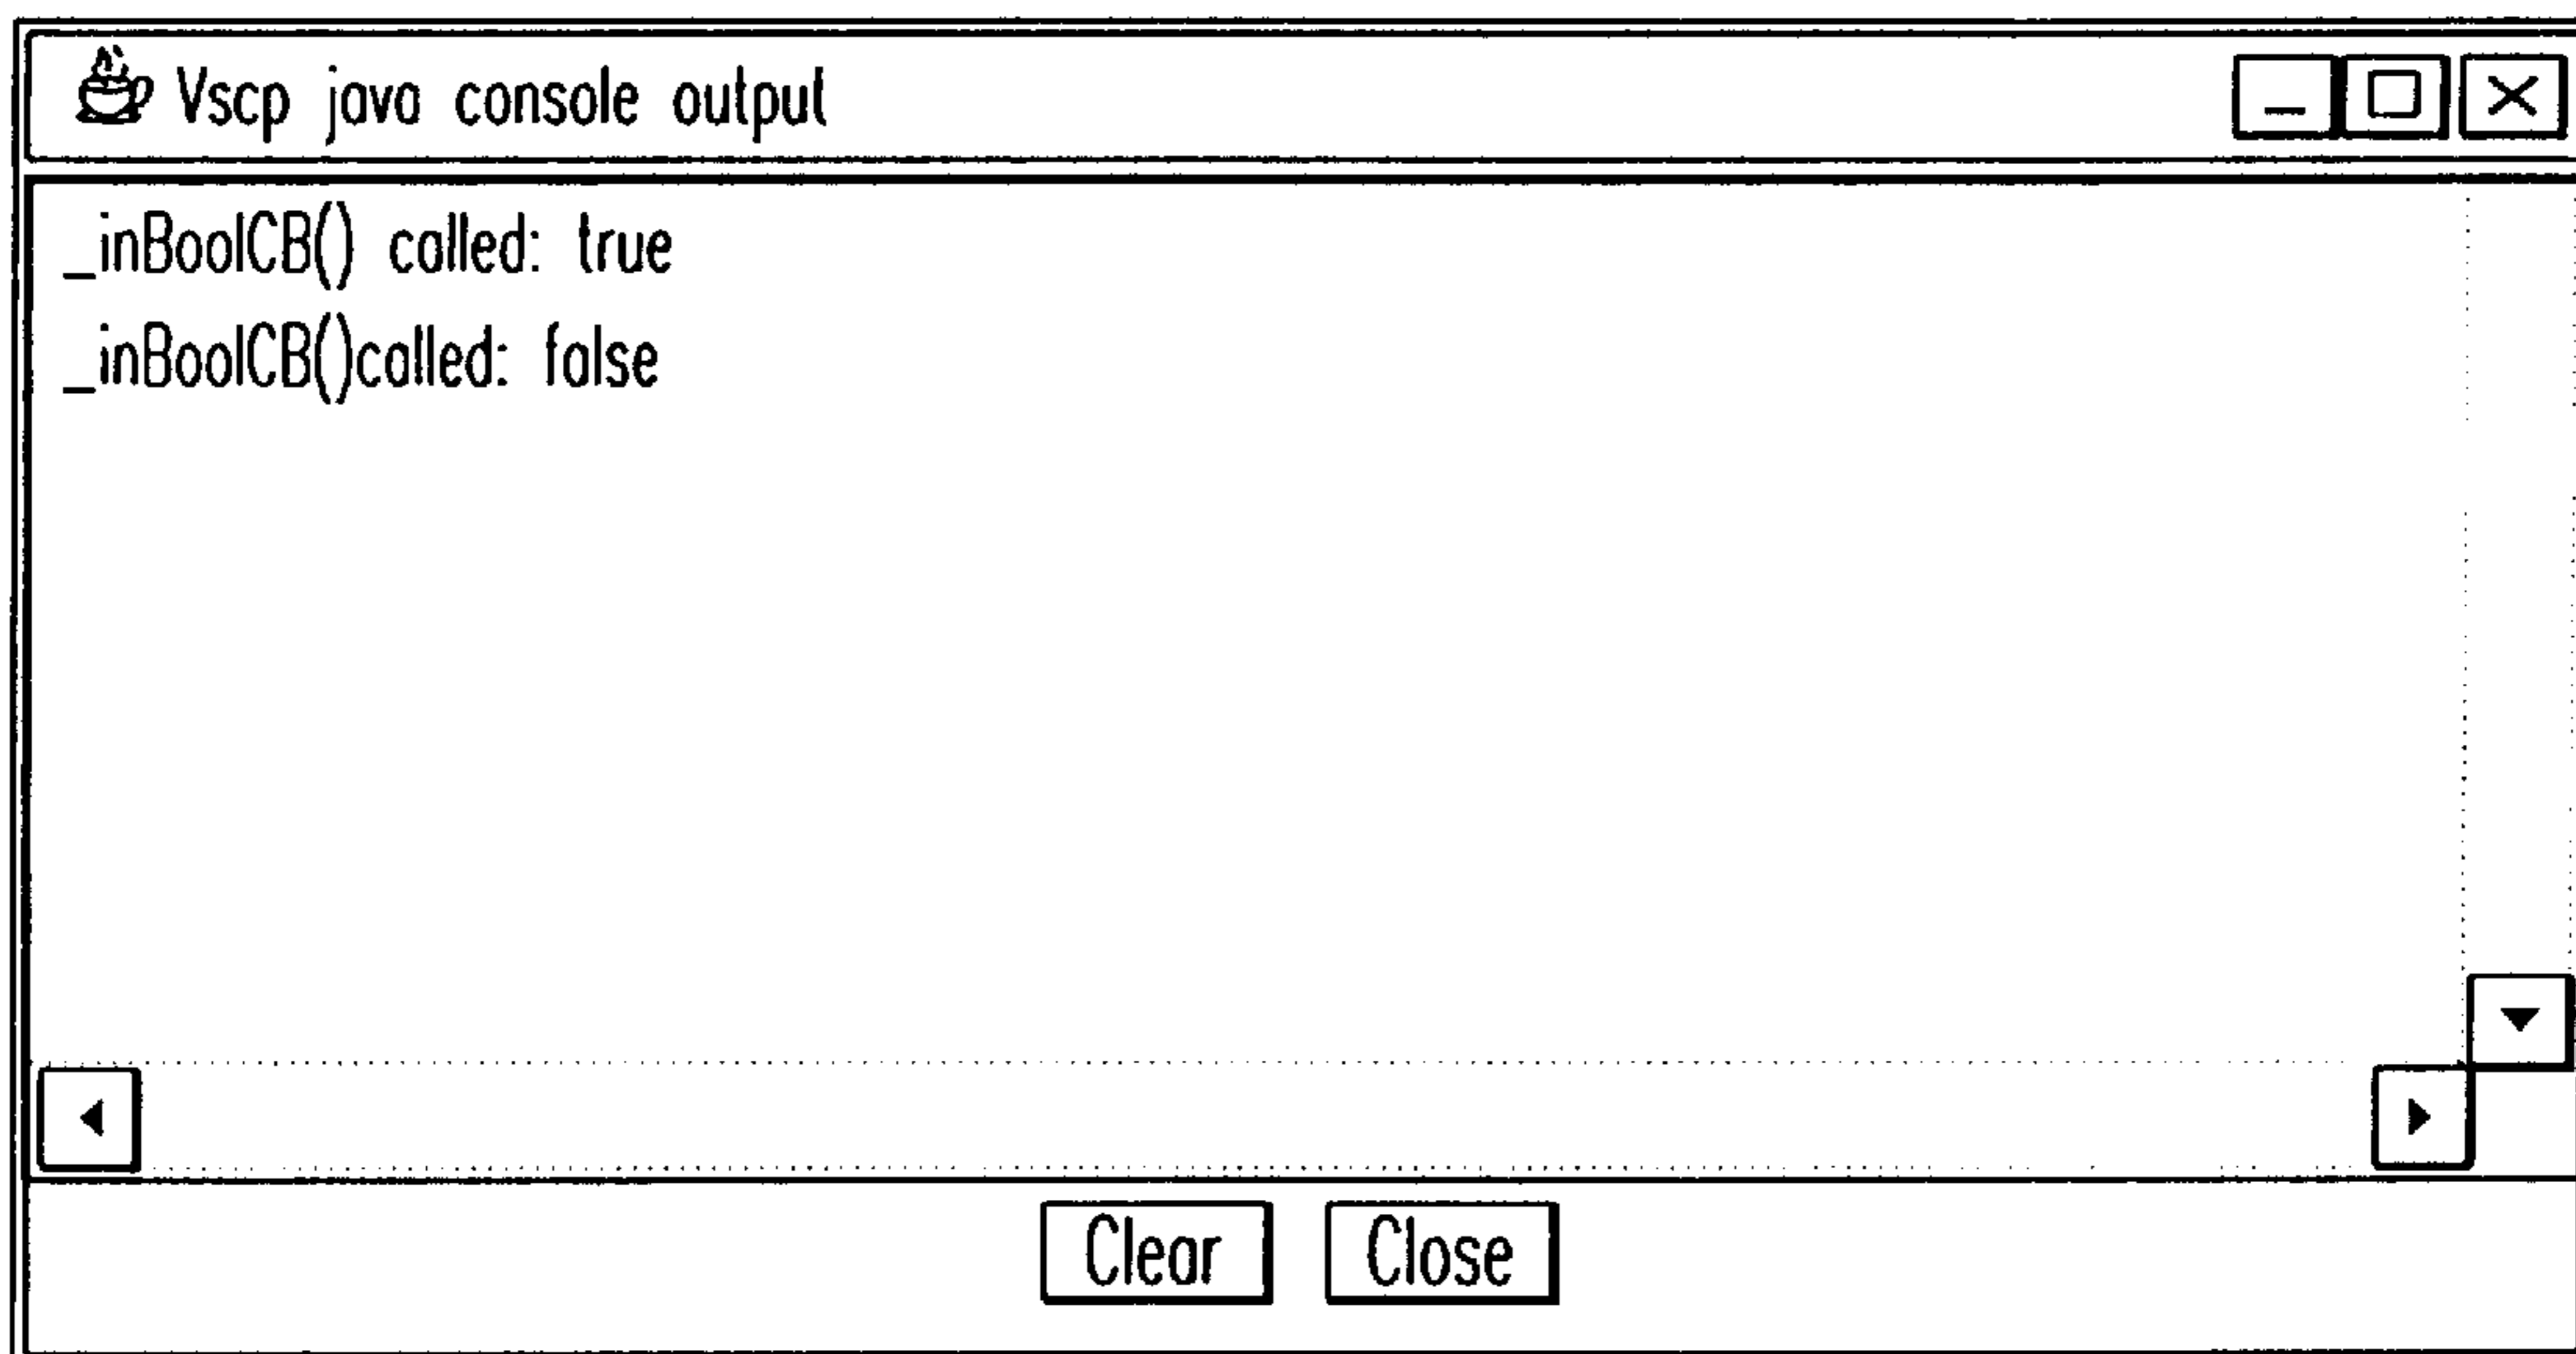 Vscp java console output
_inBoolCB() called: true
_inBoolCB()called: false
Clear Close